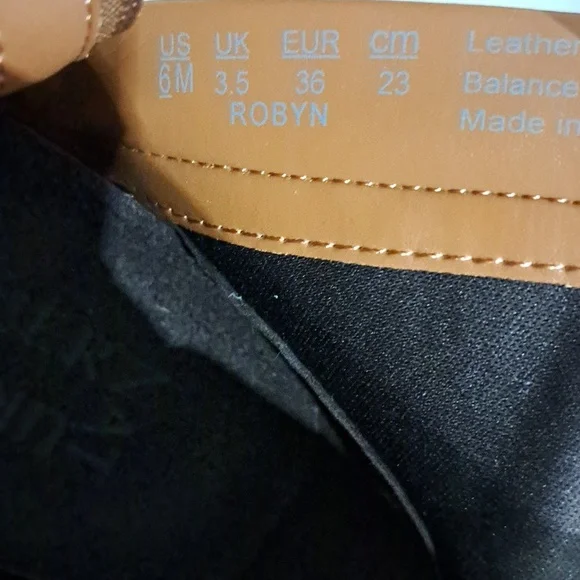 US UK EUR cm Leather
6M 3.5 36 23 Balance
ROBYN Made in